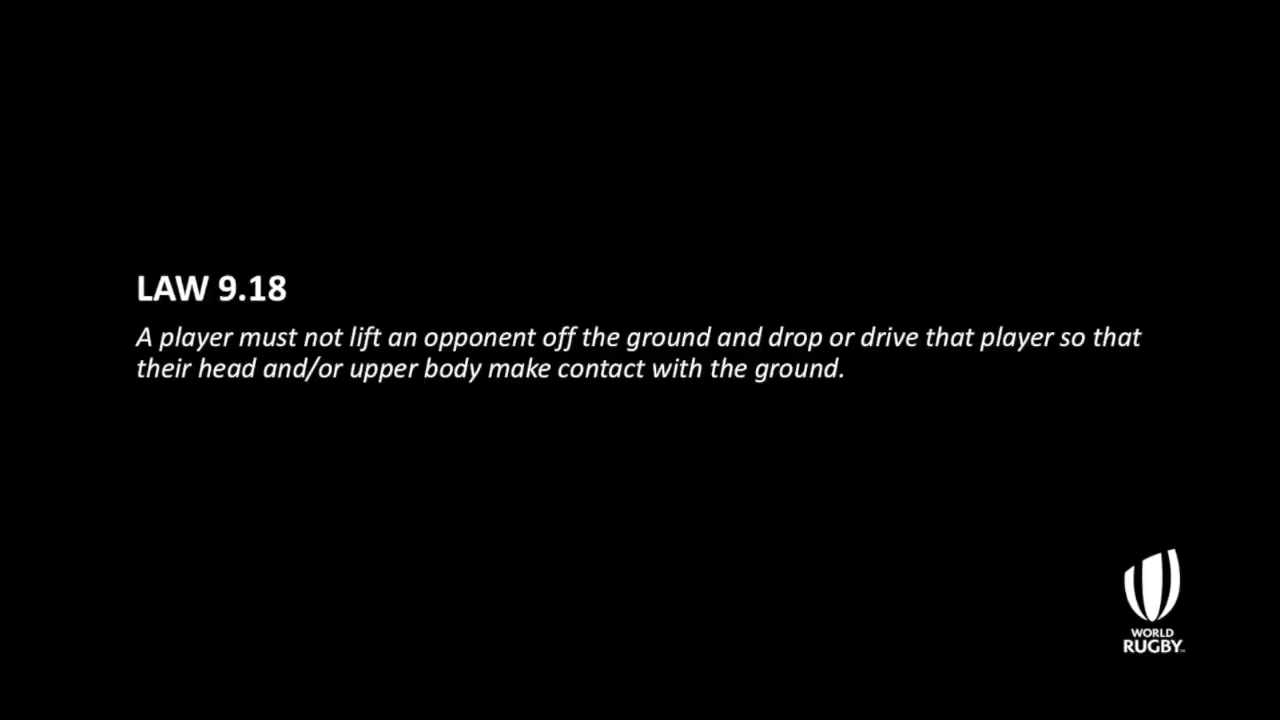 LAW 9.18
A player must not lift an opponent off the ground and drop or drive that player so that
their head and/or upper body make contact with the ground.
WORLD
RUGBY™